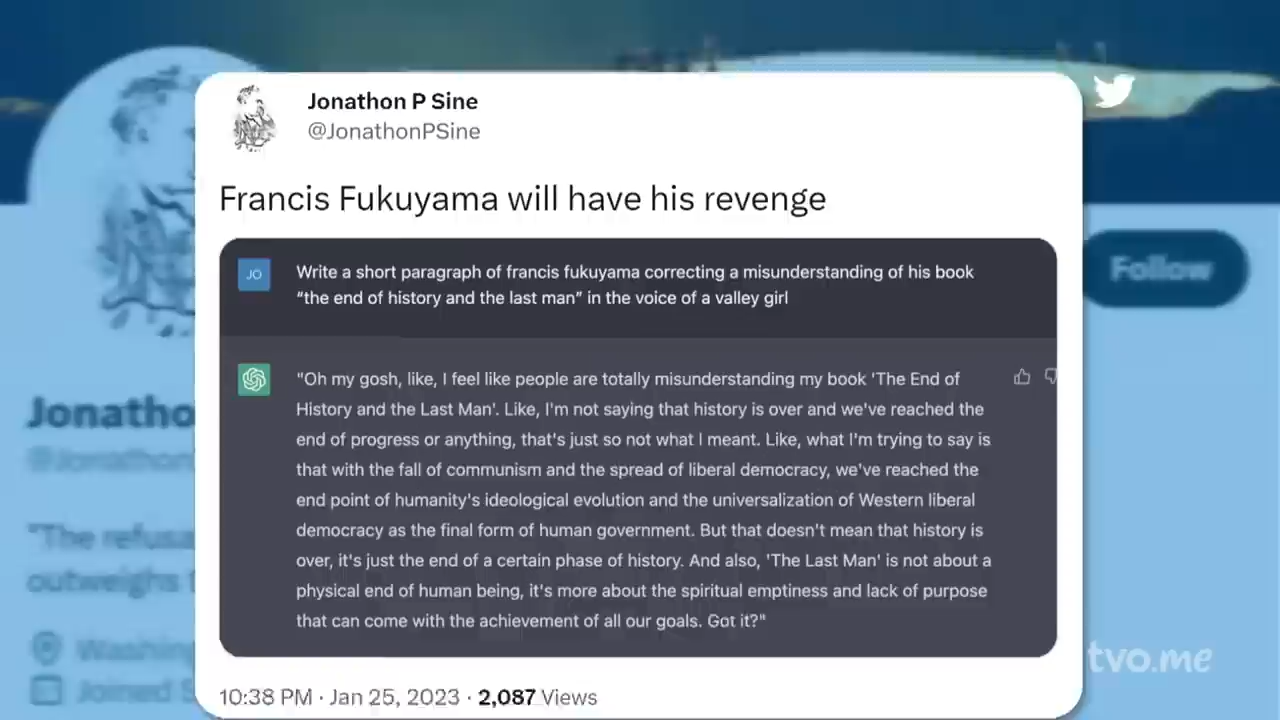 Jonathon P Sine
@JonathonPSine
Francis Fukuyama will have his revenge
JO
Write a short paragraph of francis fukuyama correcting a misunderstanding of his book
“the end of history and the last man” in the voice of a valley girl
"Oh my gosh, like, I feel like people are totally misunderstanding my book 'The End of
History and the Last Man'. Like, I'm not saying that history is over and we've reached the
end of progress or anything, that's just so not what I meant. Like, what I'm trying to say is
that with the fall of communism and the spread of liberal democracy, we've reached the
end point of humanity's ideological evolution and the universalization of Western liberal
democracy as the final form of human government. But that doesn't mean that history is
over, it's just the end of a certain phase of history. And also, 'The Last Man' is not about a
physical end of human being, it's more about the spiritual emptiness and lack of purpose
that can come with the achievement of all our goals. Got it?"
10:38 PM · Jan 25, 2023 · 2,087 Views
Follow
Jonatho
@Jonathon
"The refusa
outweighs
Washing
Joined S
tvo.me